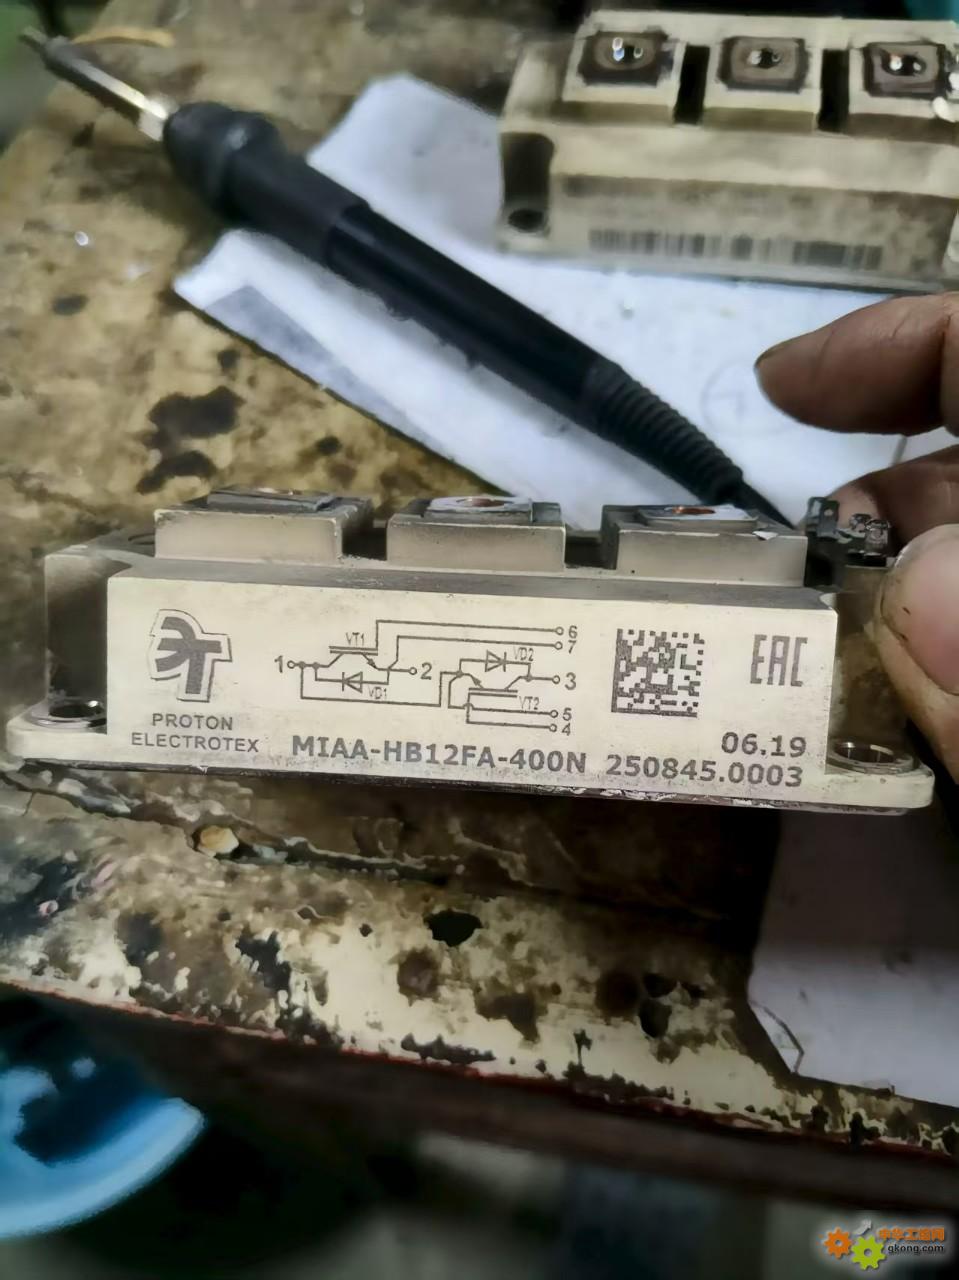 VT1
6
7
1
2
VD2
3
VD1
VT2
5
4
EAC
PROTON
ELECTROTEX
MIAA-HB12FA-400N
06.19
250845.0003
中华工控网
gkong.com